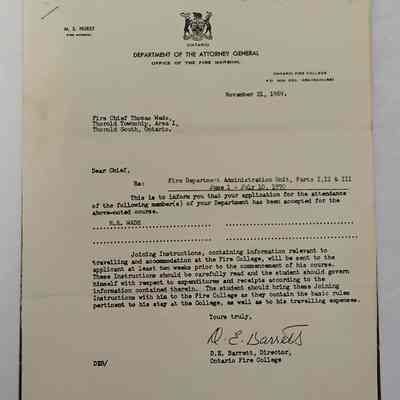 M. S. HURST
FIRE MARSHAL
ONTARIO
DEPARTMENT OF THE ATTORNEY GENERAL
OFFICE OF THE FIRE MARSHAL
ONTARIO FIRE COLLEGE
P.O. BOX GRAVENHURST
November 21, 1969.
Fire Chief Thomas Wade,
Thorold Township, Area 1,
Thorold South, Ontario.
Dear Chief,
Re: Fire Department Administration Unit, Parts I,II & III
June 1 - July 10, 1970
This is to inform you that your application for the attendance
of the following member(s) of your Department has been accepted for the
above-noted course.
WADE
Joining Instructions, containing information relevant to
travelling and accommodation at the Fire College, will be sent to the
applicant at least two weeks prior to the commencement of his course.
These Instructions should be carefully read and the student should govern
himself with respect to expenditures and receipts according to the
information contained therein. The student should bring these Joining
Instructions with him to the Fire College as they contain the basic rules
pertinent to his stay at the College, as well as to his travelling expenses.
Yours truly,
D. E. Barrett
D.E. Barrett, Director,
Ontario Fire College
DEB/